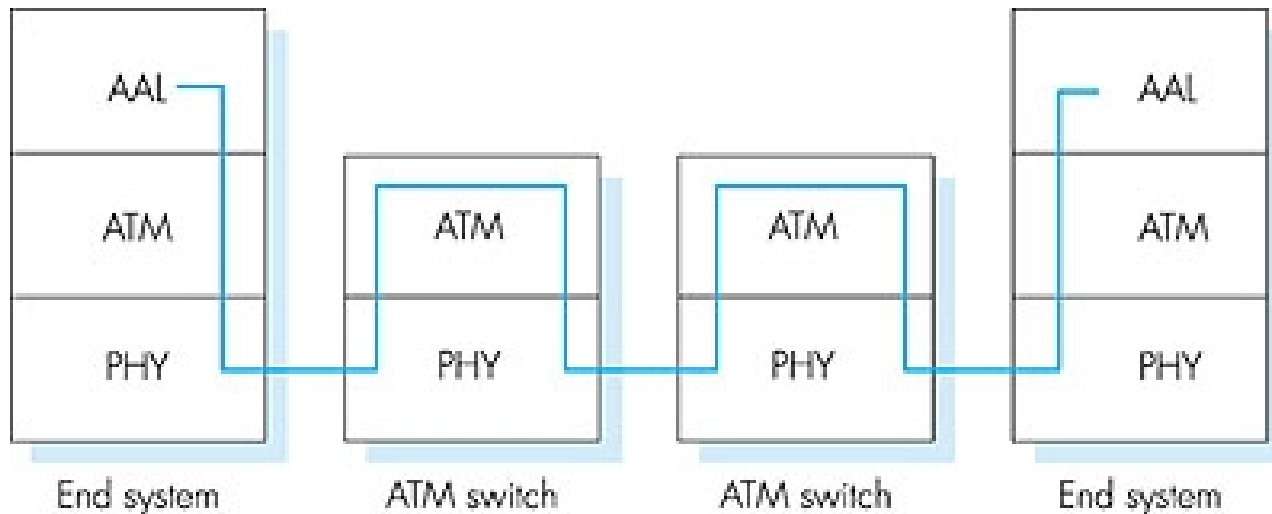 AAL AAL
ATM ATM ATM ATM
PHY PHY PHY PHY
End system ATM switch ATM switch End system